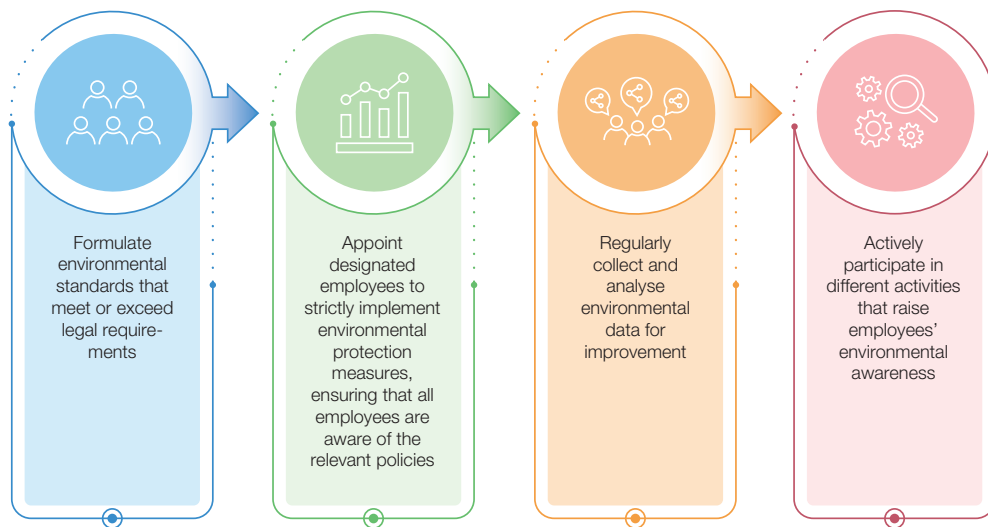 Formulate
environmental
standards that
meet or exceed
legal require-
ments
Appoint
designated
employees to
strictly implement
environmental
protection
measures,
ensuring that all
employees are
aware of the
relevant policies
Regularly
collect and
analyse
environmental
data for
improvement
Actively
participate in
different activities
that raise
employees’
environmental
awareness